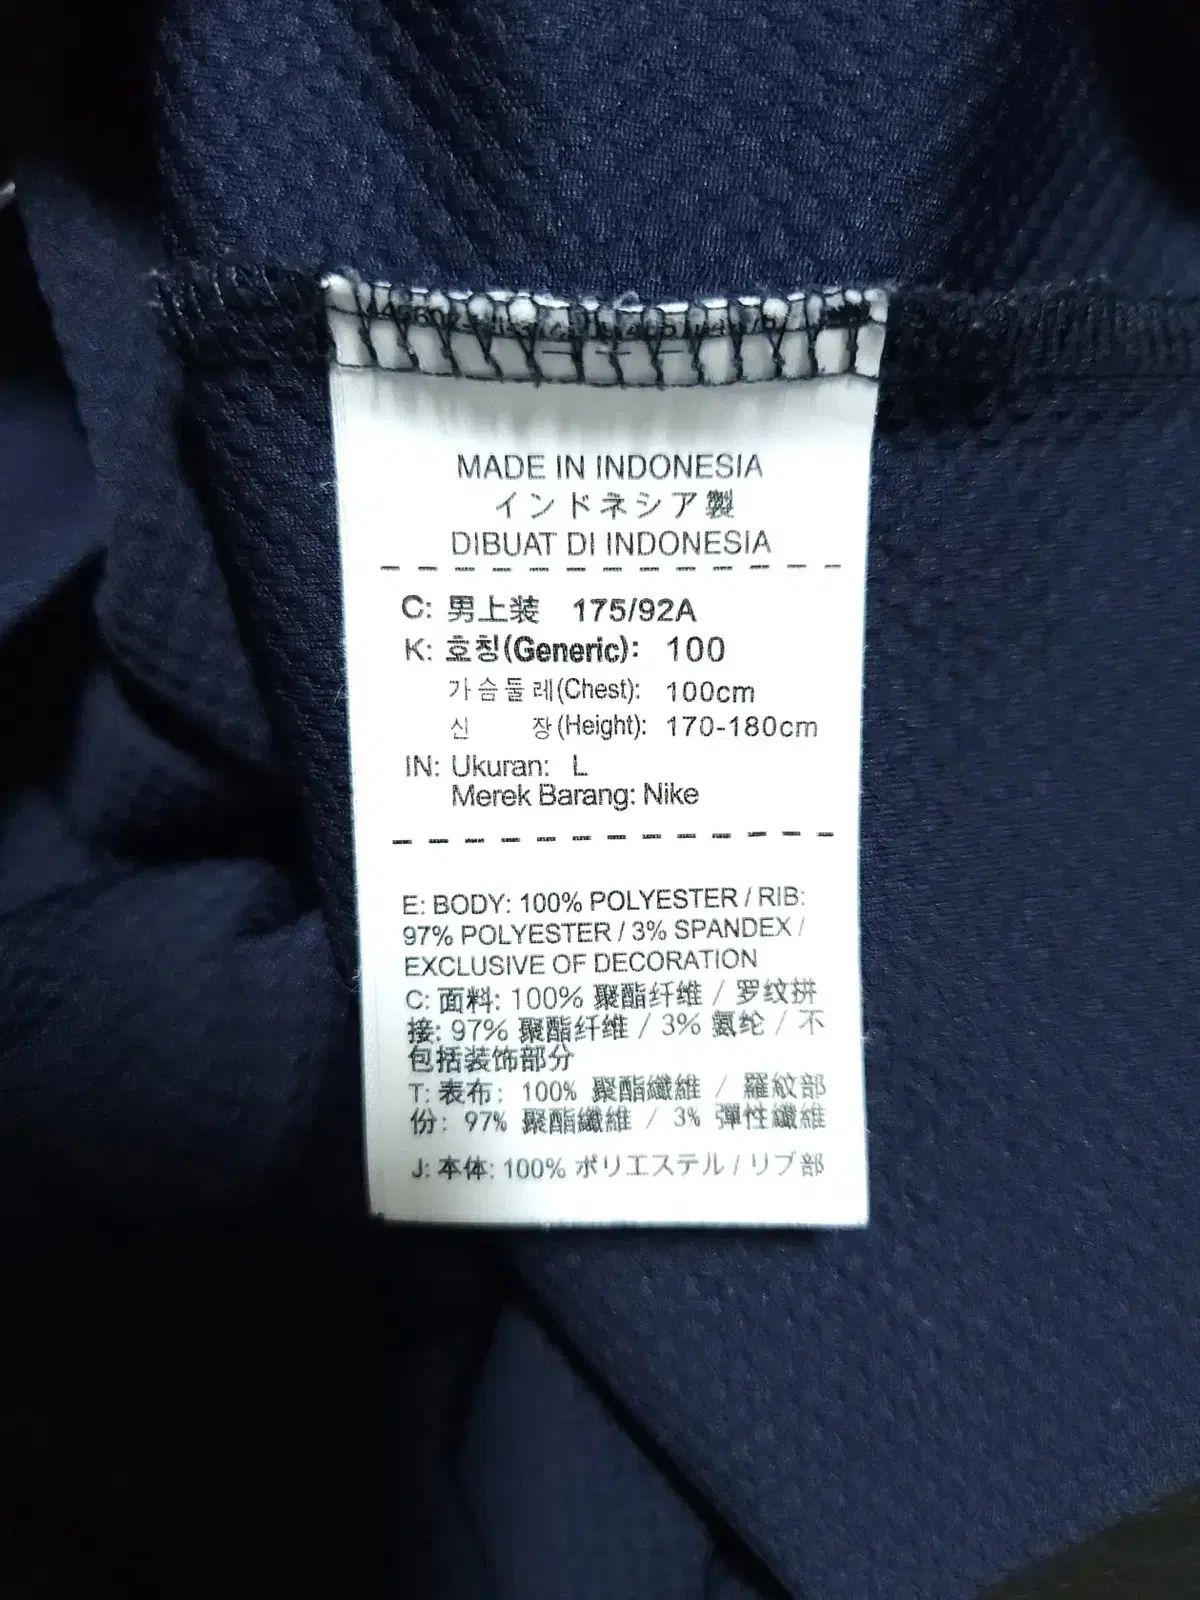 MADE IN INDONESIA
インドネシア製
DIBUAT DI INDONESIA
C: 男上装 175/92A
K: 호칭(Generic): 100
가슴둘레(Chest): 100cm
신 장(Height): 170-180cm
IN: Ukuran: L
Merek Barang: Nike
E: BODY: 100% POLYESTER / RIB:
97% POLYESTER / 3% SPANDEX /
EXCLUSIVE OF DECORATION
C: 面料: 100% 聚酯纤维 / 罗纹拼
接: 97% 聚酯纤维 / 3% 氨纶 / 不
包括装饰部分
T: 表布: 100% 聚酯纖維 / 羅紋部
份: 97% 聚酯纖維 / 3% 彈性纖維
J: 本体: 100% ポリエステル / リブ部